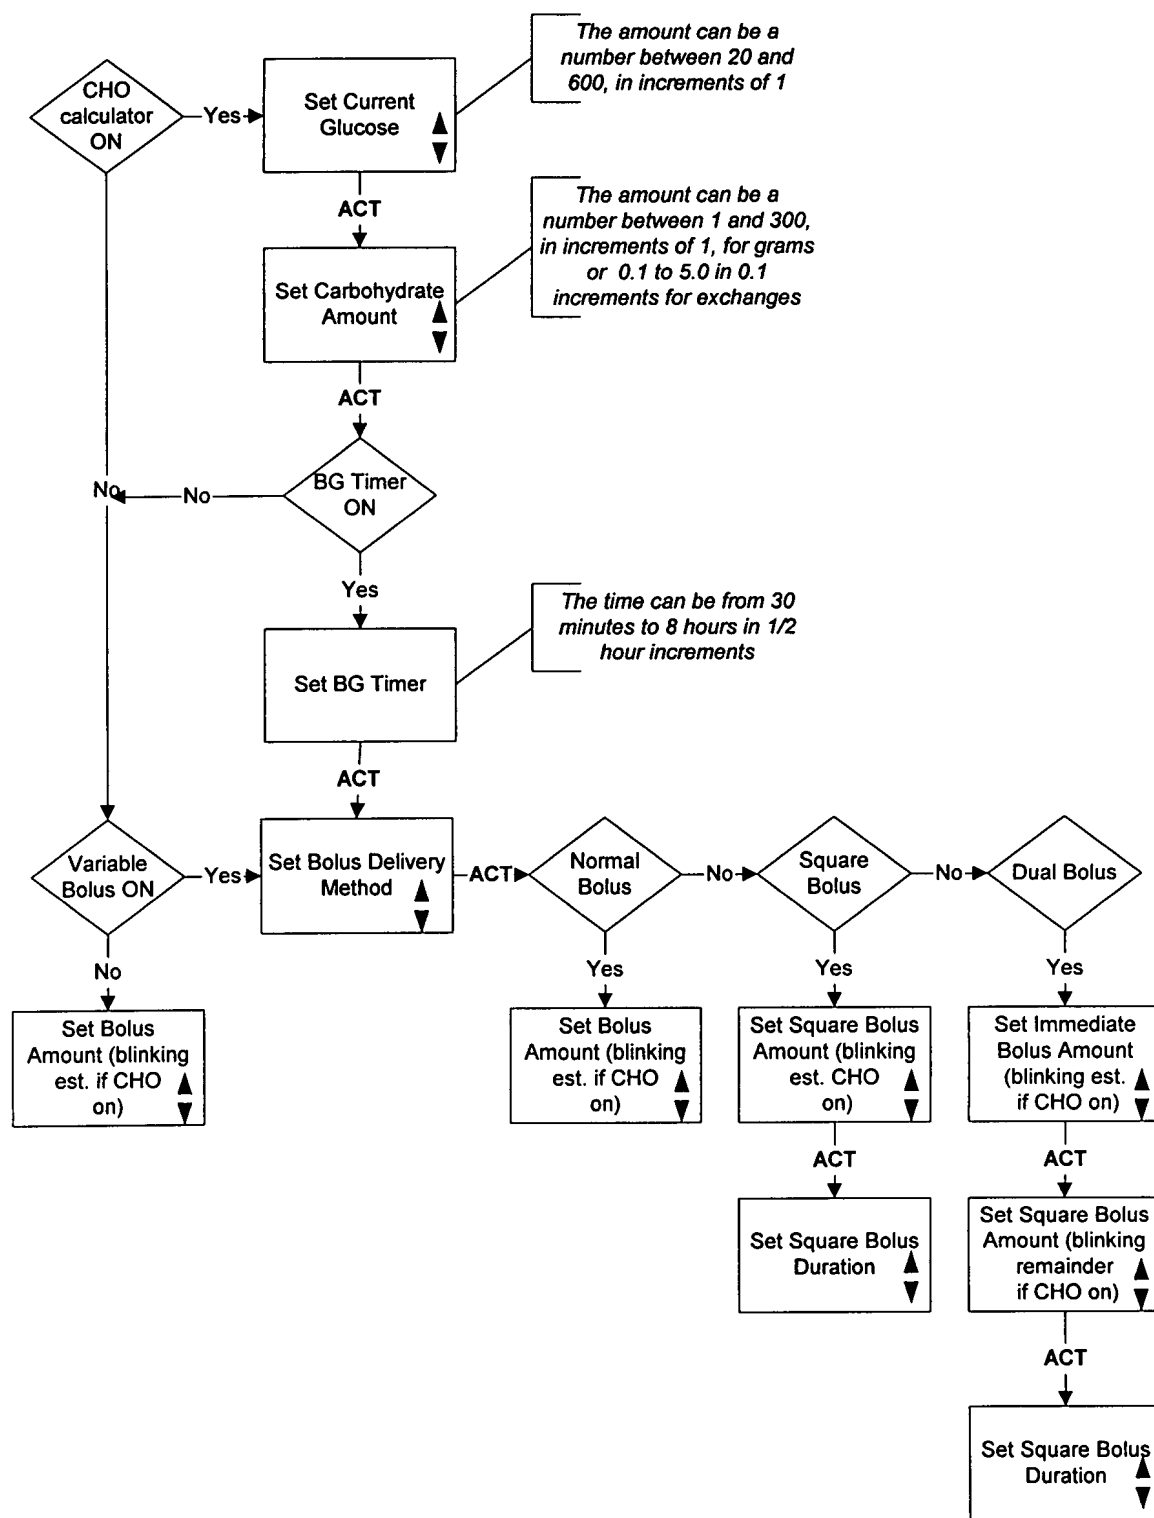 The amount can be a
number between 20 and
600, in increments of 1
CHO
calculator
ON
Yes
Set Current
Glucose
ACT
The amount can be a
number between 1 and 300,
in increments of 1, for grams
or 0.1 to 5.0 in 0.1
increments for exchanges
Set Carbohydrate
Amount
ACT
BG Timer
ON
No
No
Yes
The time can be from 30
minutes to 8 hours in 1/2
hour increments
Set BG Timer
ACT
Variable
Bolus ON
Yes
Set Bolus Delivery
Method
ACT
Normal
Bolus
No
Square
Bolus
No
Dual Bolus
No
Yes
Yes
Yes
Set Bolus
Amount (blinking
est. if CHO
on)
Set Bolus
Amount (blinking
est. if CHO
on)
Set Square Bolus
Amount (blinking
est. CHO
on)
Set Immediate
Bolus Amount
(blinking est.
if CHO on)
ACT
ACT
Set Square Bolus
Duration
Set Square Bolus
Amount (blinking
remainder
if CHO on)
ACT
Set Square Bolus
Duration